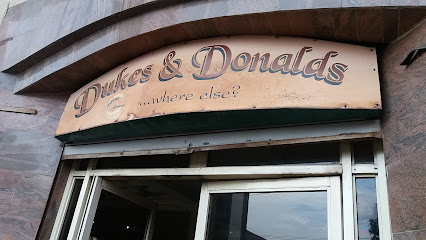 Dukes & Donalds
...where else?